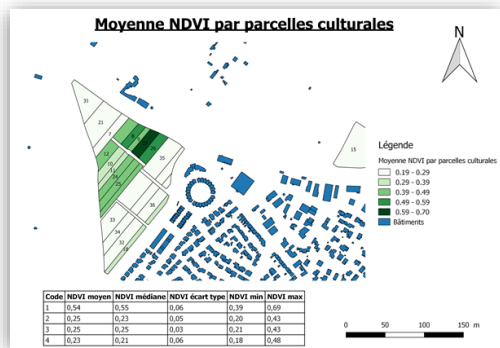 Moyenne NDVI par parcelles culturales
N
31
21
7
35
12
10
11
24
25
33
34
32
18
15
Légende
Moyenne NDVI par parcelles culturales
0.19 - 0.29
0.29 - 0.39
0.39 - 0.49
0.49 - 0.59
0.59 - 0.70
Bâtiments
Code NDVI moyen NDVI médiane NDVI écart type NDVI min NDVI max
1 0,54 0,55 0,06 0,39 0,69
2 0,25 0,23 0,05 0,20 0,43
3 0,25 0,25 0,03 0,21 0,43
4 0,23 0,21 0,06 0,18 0,48
0 50 100 150 m